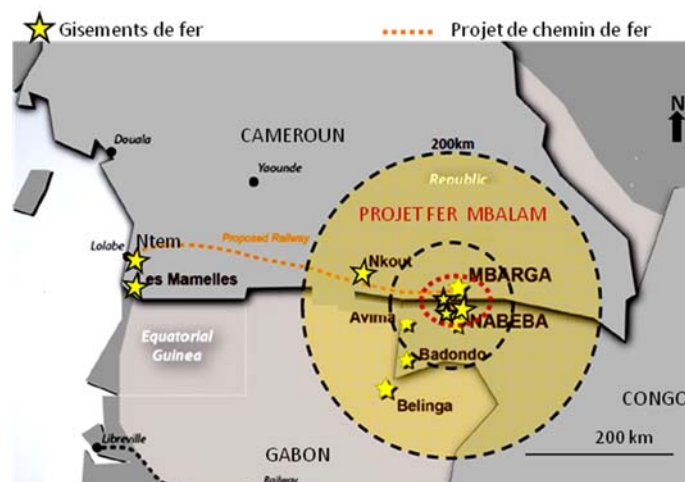 Gisements de fer
Projet de chemin de fer
N
Douala
CAMEROUN
200km
Yaounde
Republic
PROJET FER MBALAM
Ntem
Proposed Railway
Lolabe
Nkout
Les Mamelles
MBARGA
Avima
NABEBA
Equatorial
Guinea
Badondo
Belinga
CONGO
Libreville
GABON
200 km
Railway